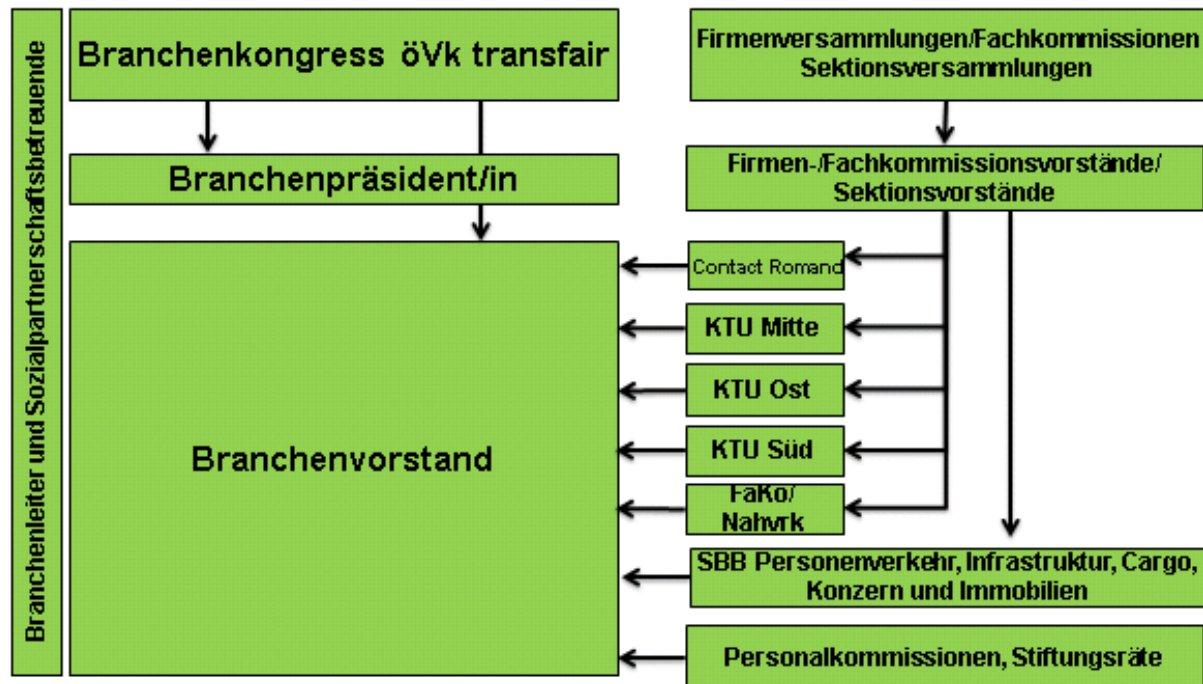 Branchenleiter und Sozialpartnerschaftsbetreuende
Branchenkongress öVk transfair
Branchenpräsident/in
Branchenvorstand
Firmenversammlungen/Fachkommissionen
Sektionsversammlungen
Firmen-/Fachkommissionsvorstände/
Sektionsvorstände
Contact Romand
KTU Mitte
KTU Ost
KTU Süd
FaKo/
Nahvrk
SBB Personenverkehr, Infrastruktur, Cargo,
Konzern und Immobilien
Personalkommissionen, Stiftungsräte